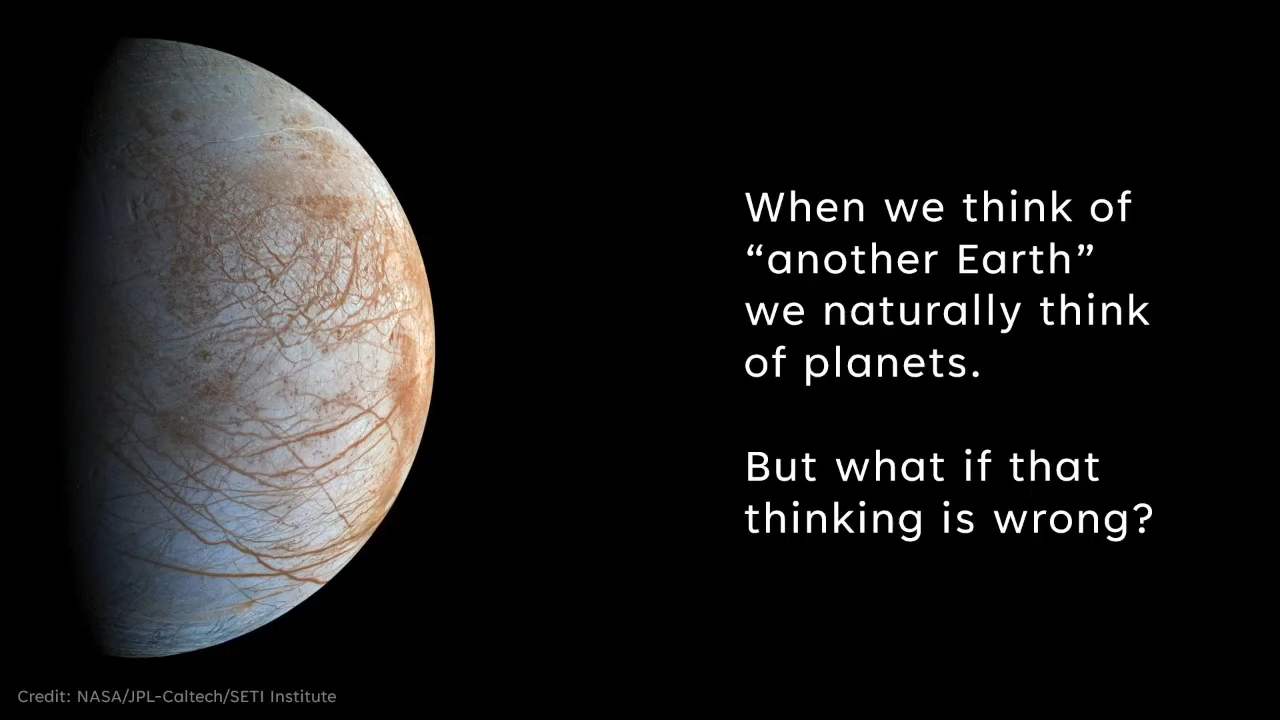 When we think of
“another Earth”
we naturally think
of planets.
But what if that
thinking is wrong?
Credit: NASA/JPL-Caltech/SETI Institute